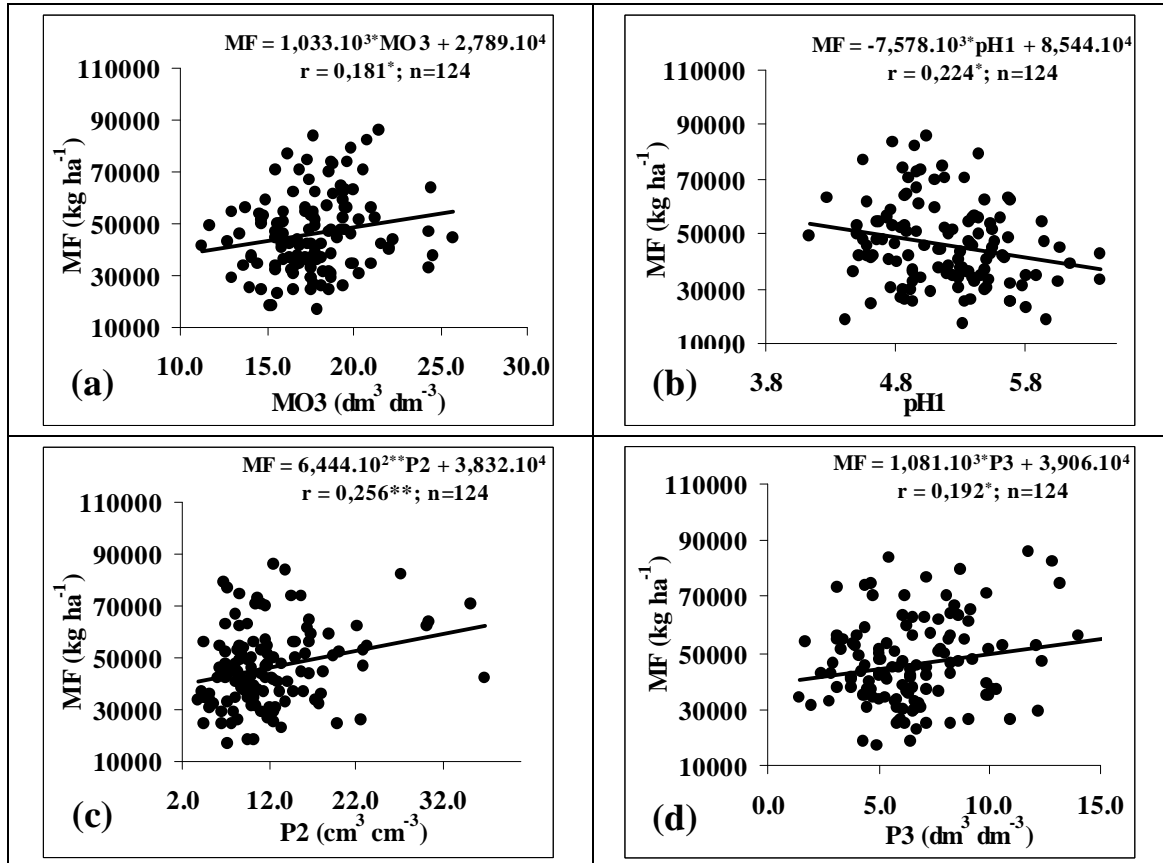 MF = 1,033.10³*MO3 + 2,789.10⁴
r = 0,181*; n=124
110000
90000
70000
50000
30000
10000
MF (kg ha⁻¹)
10.0 15.0 20.0 25.0 30.0
(a)
MO3 (dm³ dm⁻³)
MF = -7,578.10³*pH1 + 8,544.10⁴
r = 0,224*; n=124
110000
90000
70000
50000
30000
10000
MF (kg ha⁻¹)
3.8 4.8 5.8
(b)
pH1
MF = 6,444.10²**P2 + 3,832.10⁴
r = 0,256**; n=124
110000
90000
70000
50000
30000
10000
MF (kg ha⁻¹)
2.0 12.0 22.0 32.0
(c)
P2 (cm³ cm⁻³)
MF = 1,081.10³*P3 + 3,906.10⁴
r = 0,192*; n=124
110000
90000
70000
50000
30000
10000
MF (kg ha⁻¹)
0.0 5.0 10.0 15.0
(d)
P3 (dm³ dm⁻³)